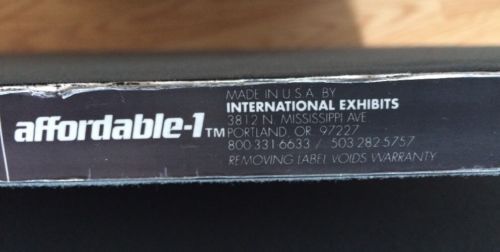 affordable-1™
MADE IN U.S.A. BY
INTERNATIONAL EXHIBITS
3812 N. MISSISSIPPI AVE
PORTLAND, OR. 97227
800 331 6633 / 503 282-5757
REMOVING LABEL VOIDS WARRANTY